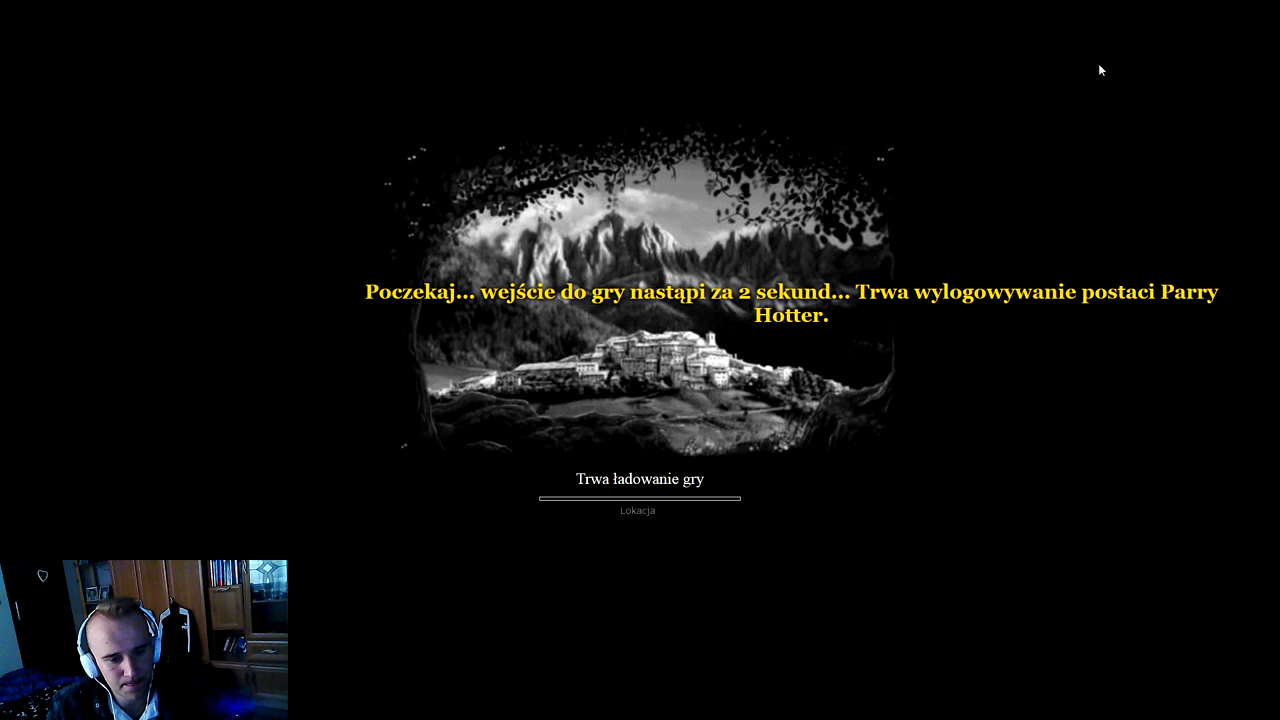 Poczekaj... wejście do gry nastąpi za 2 sekund... Trwa wylogowywanie postaci Parry
Hotter.
Trwa ładowanie gry
Lokacja